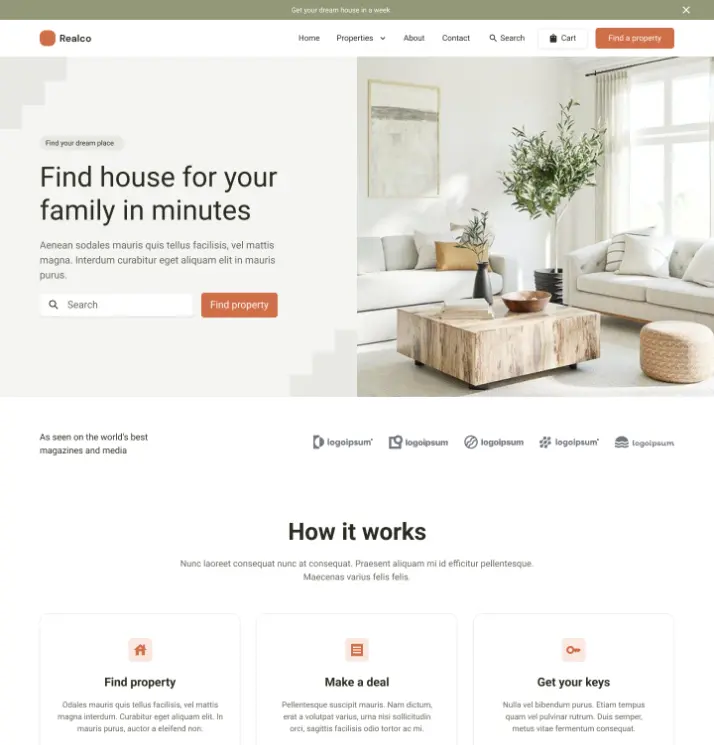 Get your dream house in a week
Realco
Home Properties About Contact Search Cart Find a property
Find your dream place
Find house for your
family in minutes
Aenean sodales mauris quis tellus facilisis, vel mattis
magna. Interdum curabitur eget aliquam elit in mauris
purus.
Search Find property
As seen on the world's best
magazines and media
logoipsum® logoipsum logoipsum logoipsum® logoipsum
How it works
Nunc laoreet consequat nunc at consequat. Praesent aliquam mi id efficitur pellentesque.
Maecenas varius felis felis.
Find property
Odales mauris quis tellus facilisis, vel mattis
magna interdum. Curabitur eget aliquam elit. In
mauris purus, auctor a eleifend non.
Make a deal
Pellentesque suscipit mauris. Nam dictum,
erat a volutpat varius, urna nisi sollicitudin
orci, sagittis facilisis odio tortor ac mi.
Get your keys
Nulla vel bibendum purus. Etiam tempus
quam vel pulvinar rutrum. Duis semper,
metus vitae fermentum consequat.